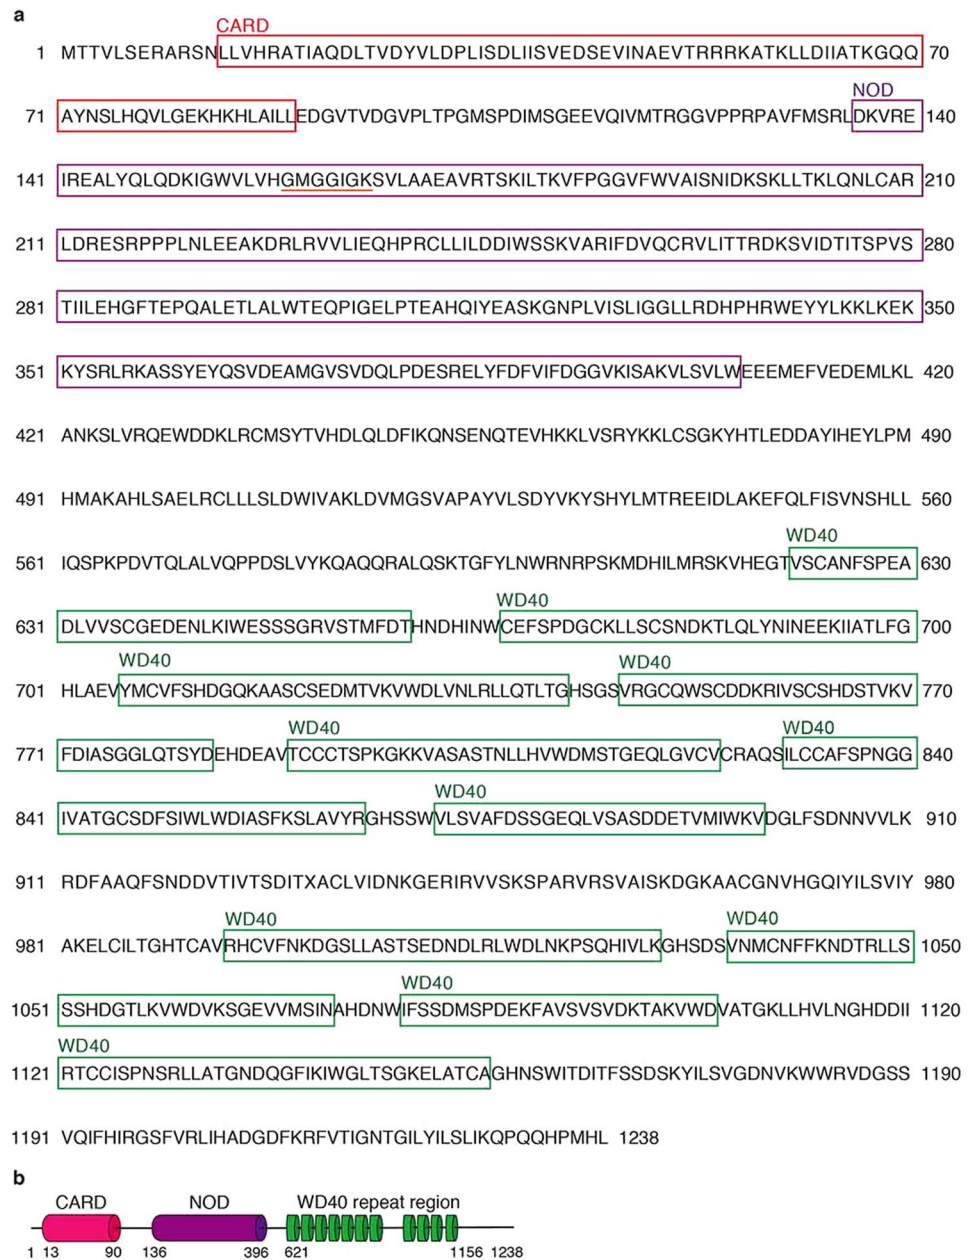 a
CARD
1 MTTVLSERARSNLLVHRATIAQDLTVDYVLDPLISDLIISVEDSEVINAEVTRRRKATKLLDIIATKGQQ 70
NOD
71 AYNSLHQVLGEKHKHLAILLEDGVTVDGVPLTPGMSPDIMSGEEVQIVMTRGGVPPRPAVFMSRLDKVRE 140
141 IREALYQLQDKIGWVLVHGMGGIGKSVLAAEAVRTSKILTKVFPGGVFWVAISNIDKSKLLTKLQNLCAR 210
211 LDRESRPPPLNLEEAKDRLRVVLIEQHPRCLLILDDIWSSKVARIFDVQCRVLITTRDKSVIDTITSPVS 280
281 TIILEHGFTEPQALETLALWTEQPIGELPTEAHQIYEASKGNPLVISLIGGLLRDHPHRWEYYLKKLKEK 350
351 KYSRLRKASSYEYQSVDEAMGVSVDQLPDESRELYFDFVIFDGGVKISAKVLSVLWEEEMEFVEDEMLKL 420
421 ANKSLVRQEWDDKLRCMSYTVHDLQLDFIKQNSENQTEVHKKLVSRYKKLCSGKYHTLEDDAYIHEYLPM 490
491 HMAKAHLSAELRCLLLSLDWIVAKLDVMGSVAPAYVLSDYVKYSHYLMTREEIDLAKEFQLFISVNSHLL 560
WD40
561 IQSPKPDVTQLALVQPPDSLVYKQAQQRALQSKTGFYLNWRNRPSKMDHILMRSKVHEGTVSCANFSPEA 630
WD40
631 DLVVSCGEDENLKIWESSSGRVSTMFDTHNDHINWCEFSPDGCKLLSCSNDKTLQLYNINEEKIIATLFG 700
WD40 WD40
701 HLAEVYMCVFSHDGQKAASCSEDMTVKVWDLVNLRLLQTLTGHSGSVRGCQWSCDDKRIVSCSHDSTVKV 770
WD40 WD40
771 FDIASGGLQTSYDEHDEAVTCCCTSPKGKKVASASTNLLHVWDMSTGEQLGVCVCRAQSILCCAFSPNGG 840
WD40
841 IVATGCSDFSIWLWDIASFKSLAVYRGHSSWVLSVAFDSSGEQLVSASDDETVMIWKVDGLFSDNNVVLK 910
911 RDFAAQFSNDDVTIVTSDITXACLVIDNKGERIRVVSKSPARVRSVAISKDGKAACGNVHGQIYILSVIY 980
WD40 WD40
981 AKELCILTGHTCAVRHCVFNKDGSLLASTSEDNDLRLWDLNKPSQHIVLKGHSDSVNMCNFFKNDTRLLS 1050
WD40
1051 SSHDGTLKVWDVKSGEVVMSINAHDNWIFSSDMSPDEKFAVSVSVDKTAKVWDVATGKLLHVLNGHDDII 1120
WD40
1121 RTCCISPNSRLLATGNDQGFIKIWGLTSGKELATCAGHNSWITDITFSSDSKYILSVGDNVKWWRVDGSS 1190
1191 VQIFHIRGSFVRLIHADGDFKRFVTIGNTGILYILSLIKQPQQHPMHL 1238
b
CARD NOD WD40 repeat region
1 13 90 136 396 621 1156 1238